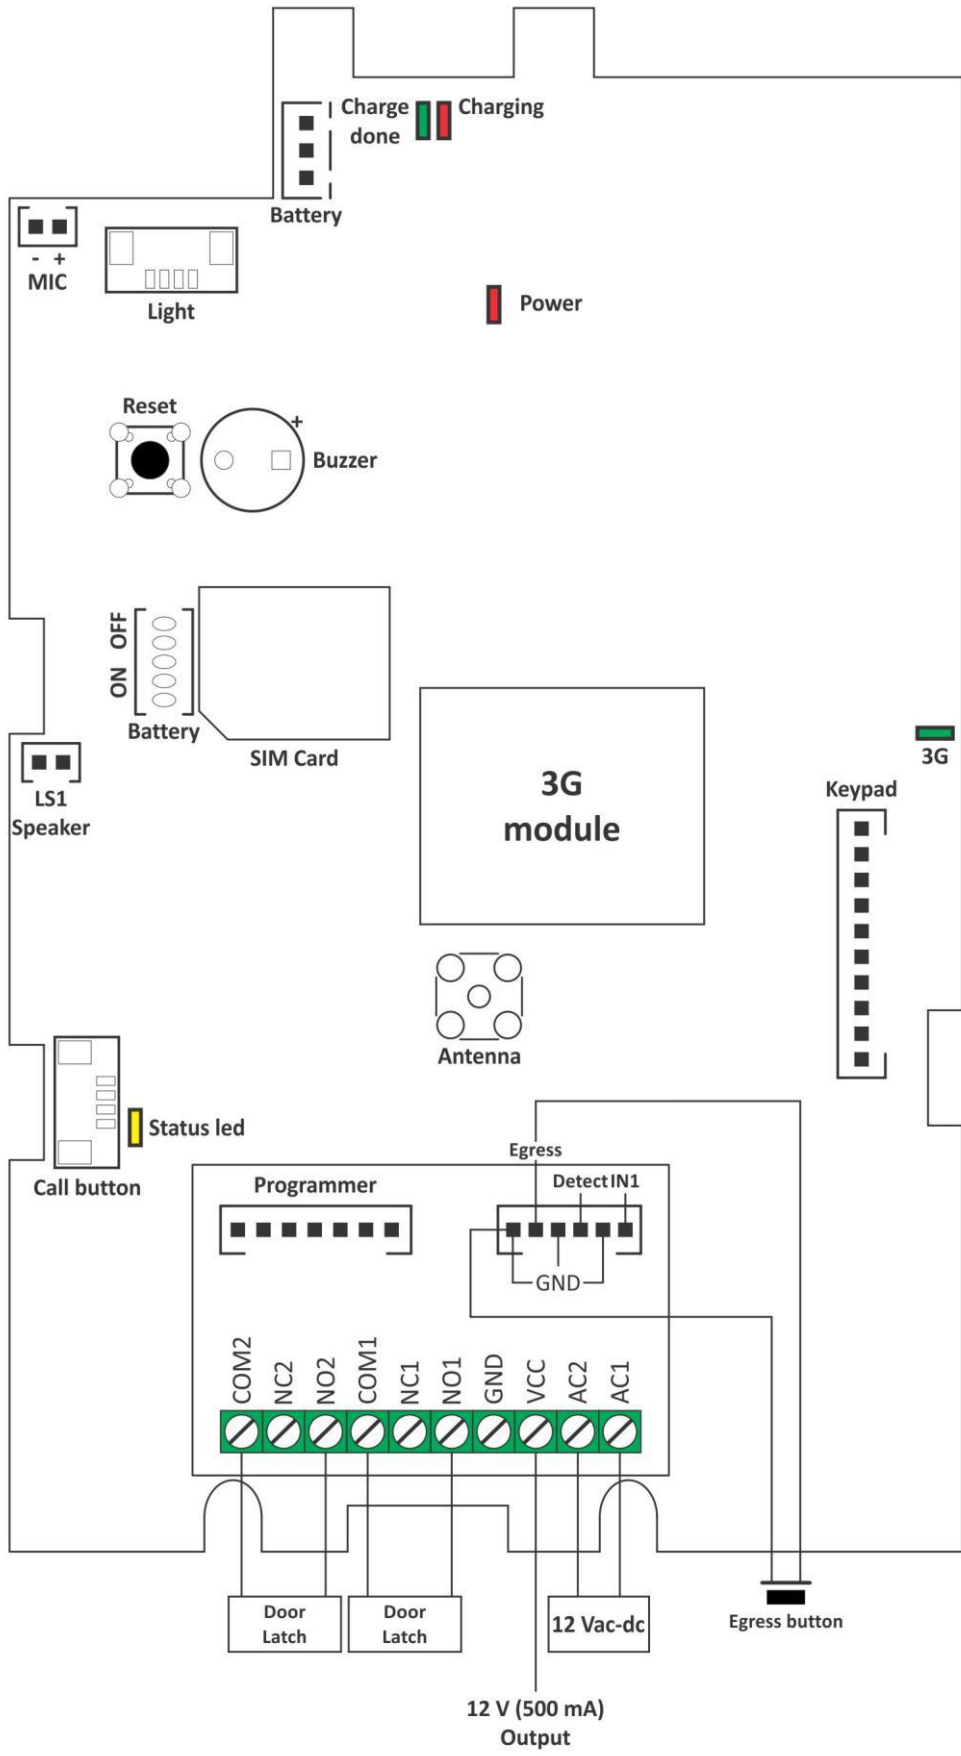 Charge
done
Charging
Battery
- +
MIC
Light
Power
Reset
+
Buzzer
ON OFF
Battery
SIM Card
3G
module
3G
LS1
Speaker
Keypad
Antenna
Status led
Call button
Egress
Programmer
Detect IN1
GND
COM2
NC2
NO2
COM1
NC1
NO1
GND
VCC
AC2
AC1
Door
Latch
Door
Latch
12 Vac-dc
Egress button
12 V (500 mA)
Output